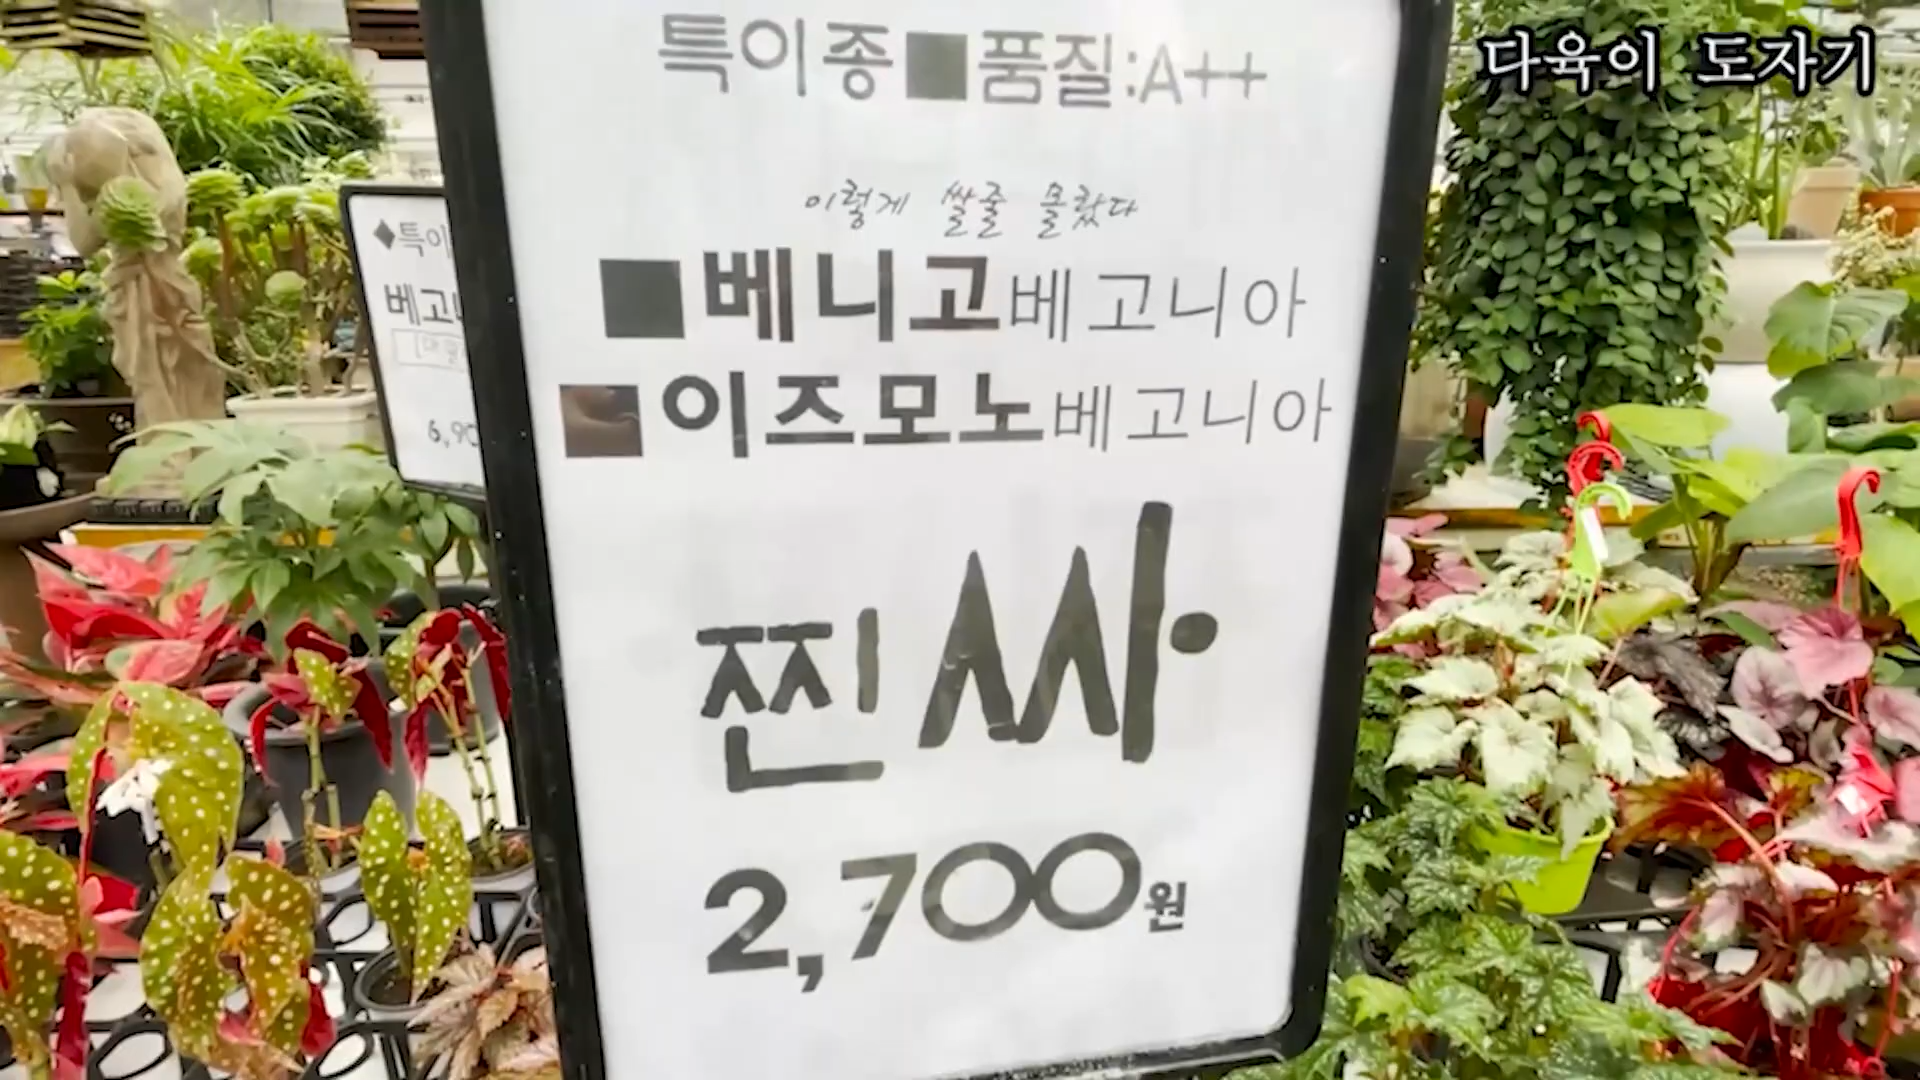 다육이 도자기
특이종■품질:A++
이렇게 쌀줄 몰랐다
■베니고베고니아
■이즈모노베고니아
찐 싸.
2,700원
◆특이
베고
6,90